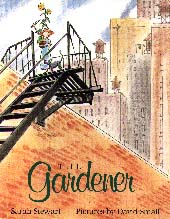 THE
Gardener
Sarah Stewart Pictures by David Small